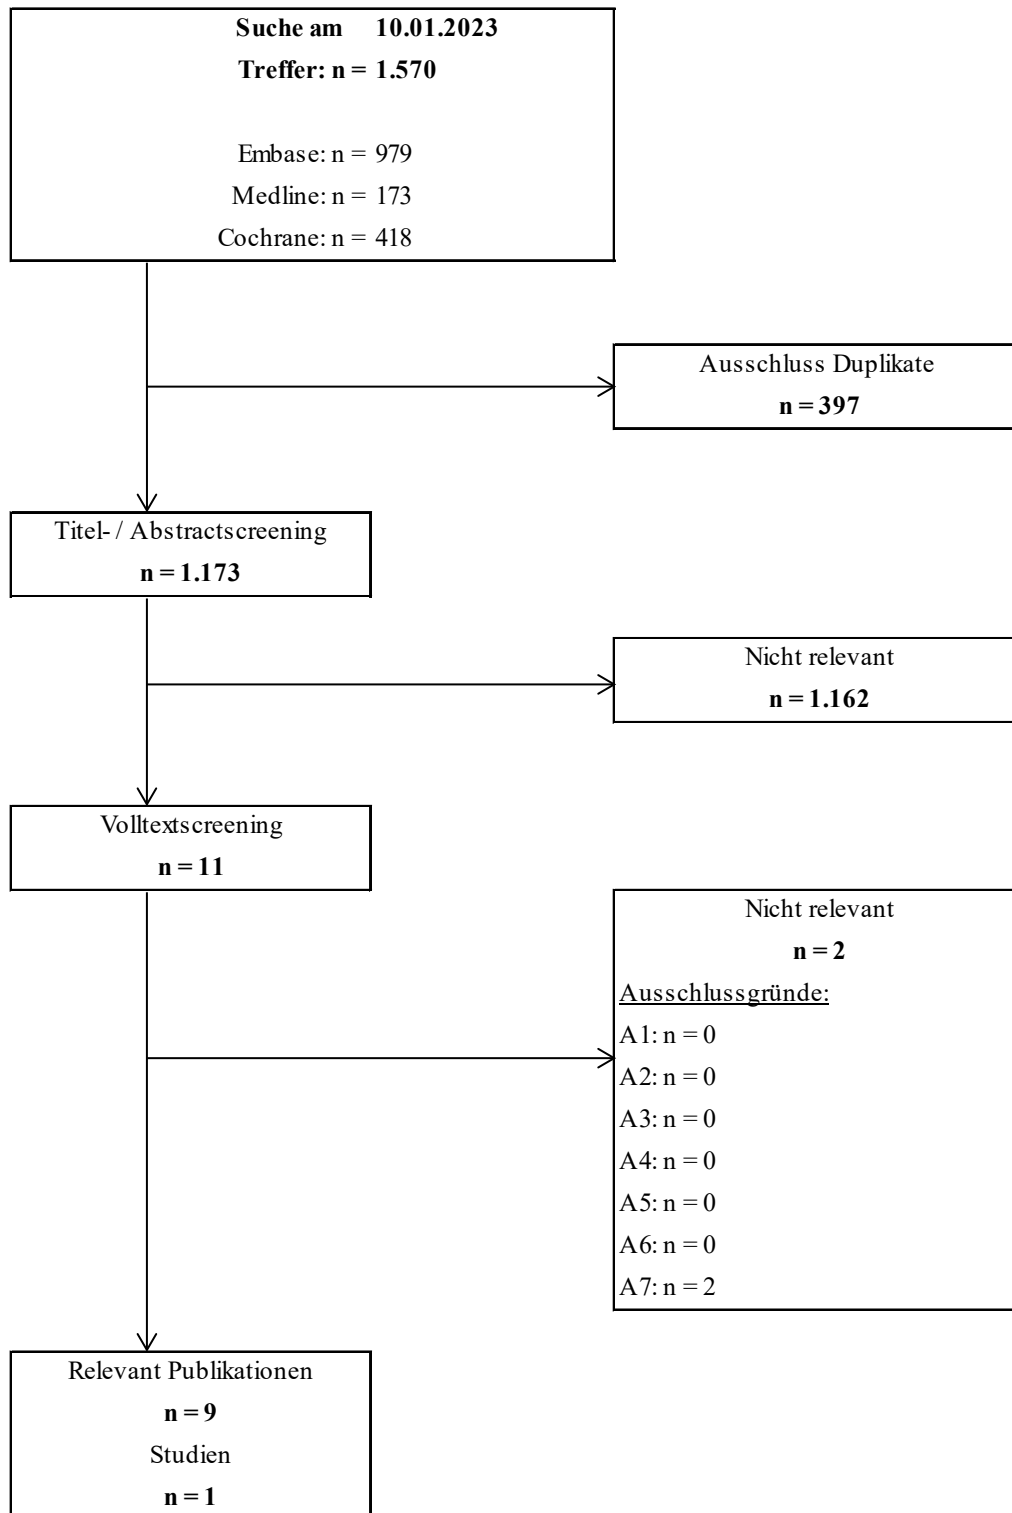 Suche am 10.01.2023
Treffer: n = 1.570
Embase: n = 979
Medline: n = 173
Cochrane: n = 418
Ausschluss Duplikate
n = 397
Titel- / Abstractscreening
n = 1.173
Nicht relevant
n = 1.162
Volltextscreening
n = 11
Nicht relevant
n = 2
Ausschlussgründe:
A1: n = 0
A2: n = 0
A3: n = 0
A4: n = 0
A5: n = 0
A6: n = 0
A7: n = 2
Relevant Publikationen
n = 9
Studien
n = 1